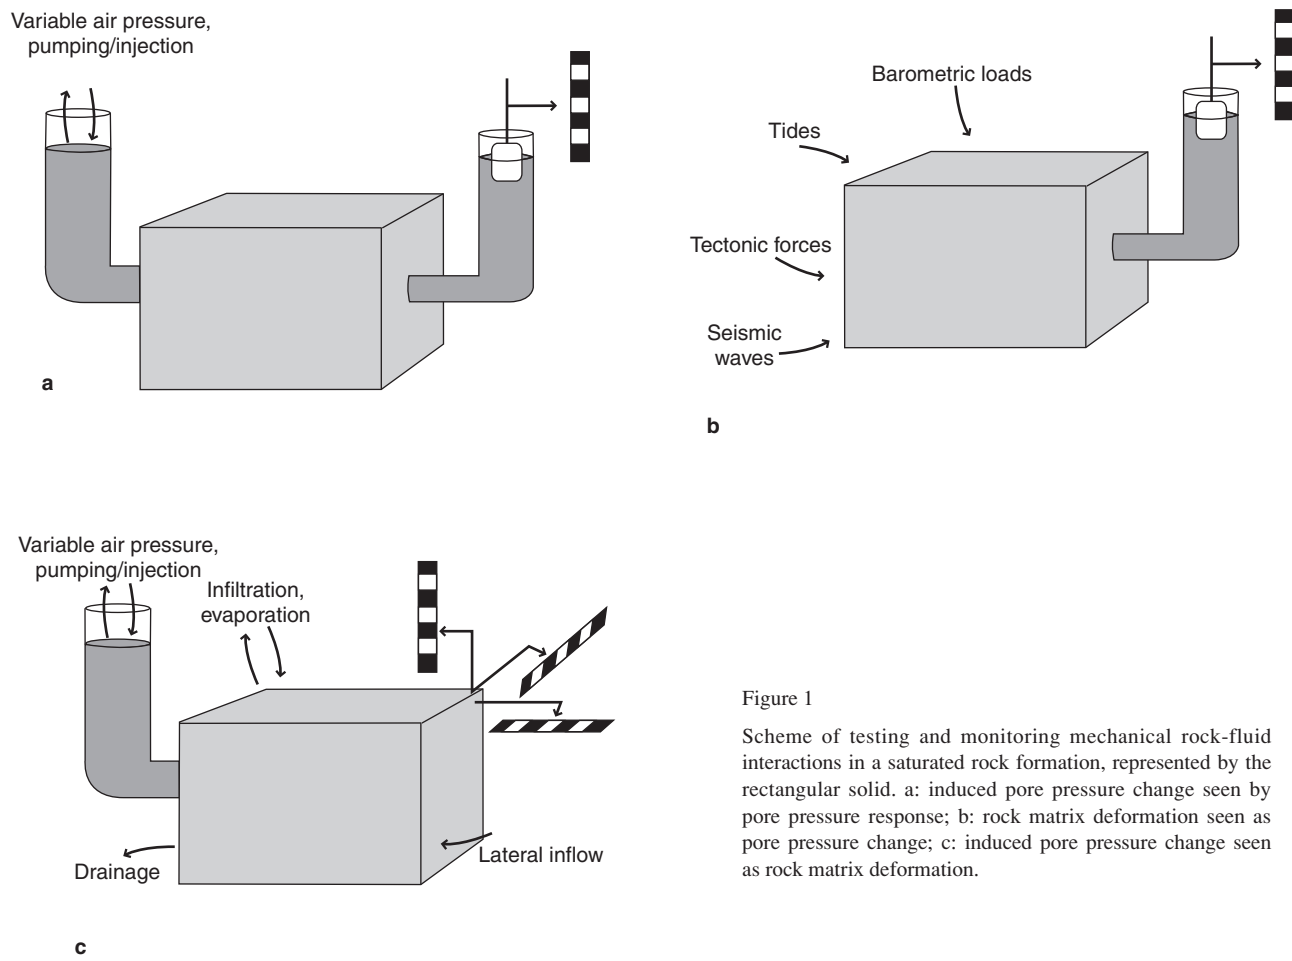 Variable air pressure,
pumping/injection
a
Barometric loads
Tides
Tectonic forces
Seismic
waves
b
Variable air pressure,
pumping/injection
Infiltration,
evaporation
Drainage
Lateral inflow
c
Figure 1
Scheme of testing and monitoring mechanical rock-fluid
interactions in a saturated rock formation, represented by the
rectangular solid. a: induced pore pressure change seen by
pore pressure response; b: rock matrix deformation seen as
pore pressure change; c: induced pore pressure change seen
as rock matrix deformation.